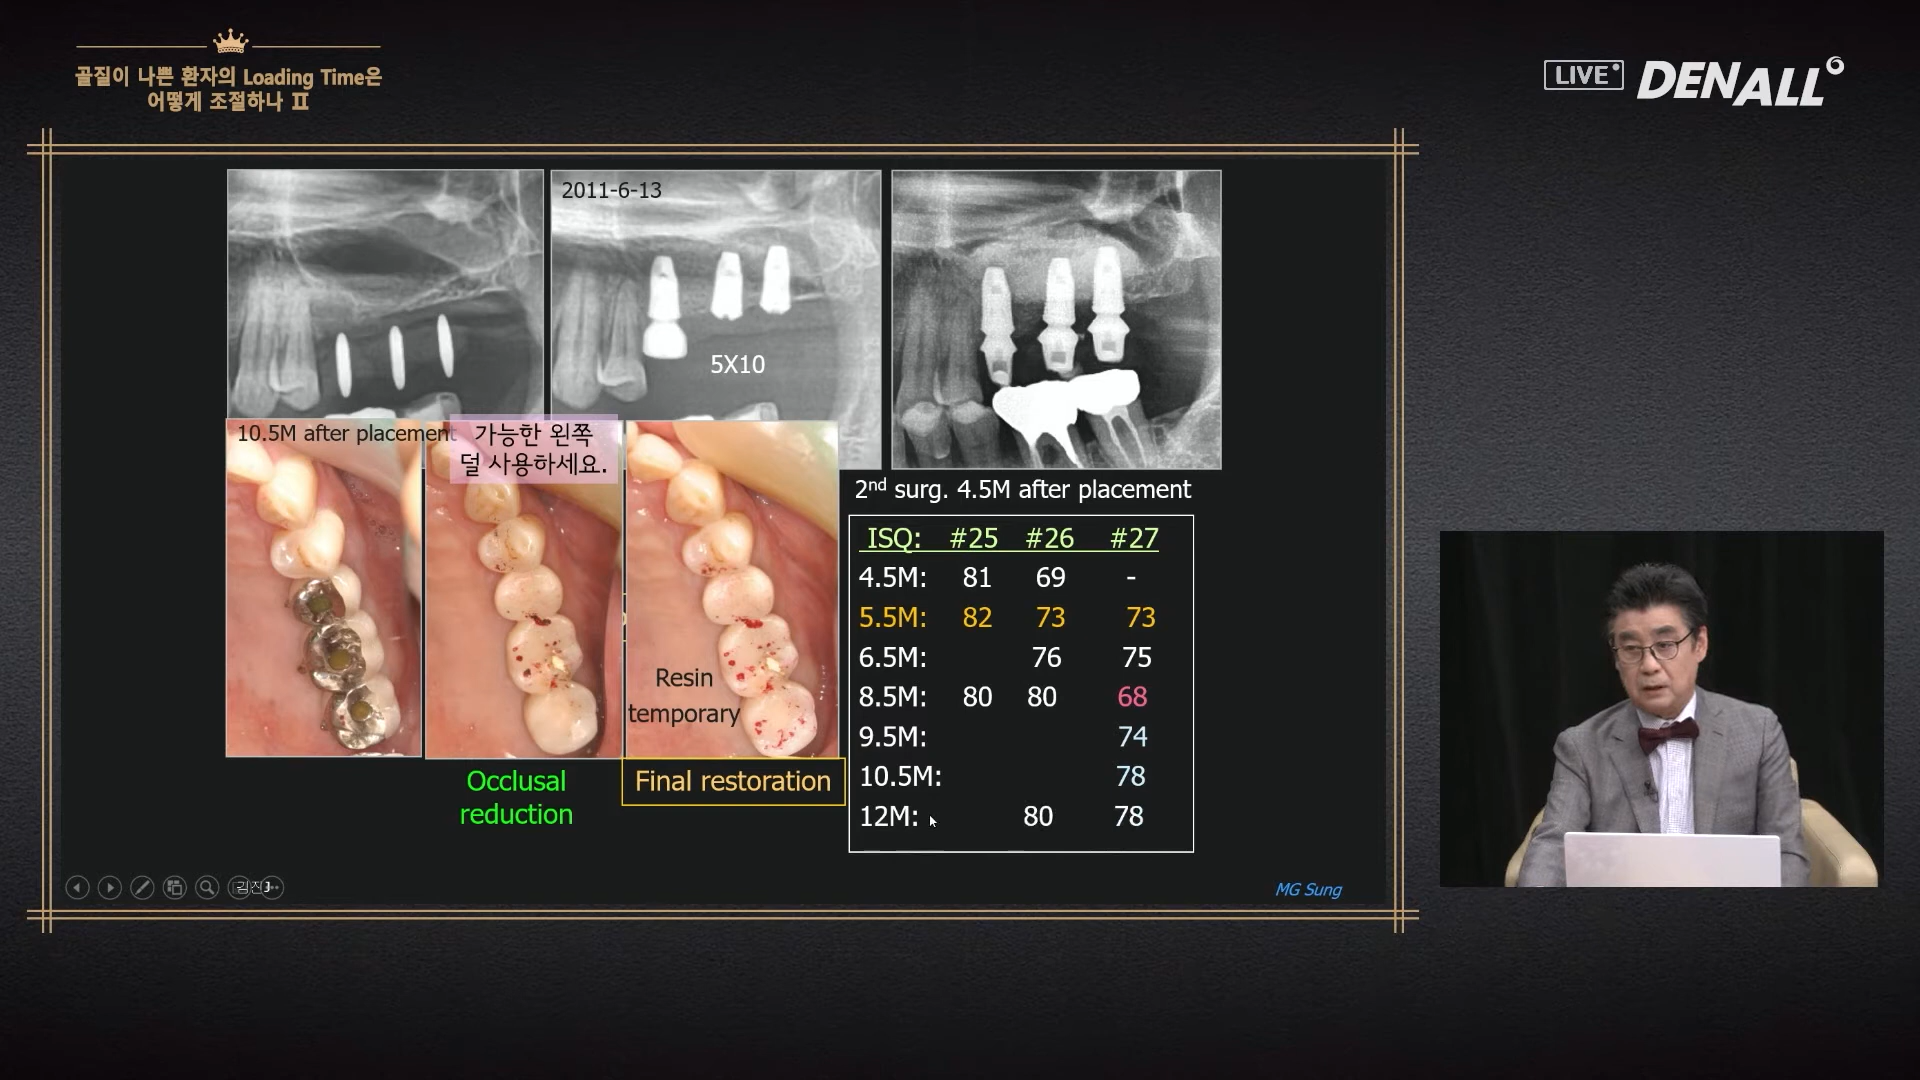 골질이 나쁜 환자의 Loading Time은
어떻게 조절하나 Ⅱ
LIVE
DENALL
2011-6-13
5X10
10.5M after placement
가능한 왼쪽
덜 사용하세요.
Resin
temporary
Occlusal
reduction
Final restoration
2nd surg. 4.5M after placement
ISQ: #25 #26 #27
4.5M: 81 69 -
5.5M: 82 73 73
6.5M: 76 75
8.5M: 80 80 68
9.5M: 74
10.5M: 78
12M: 80 78
MG Sung